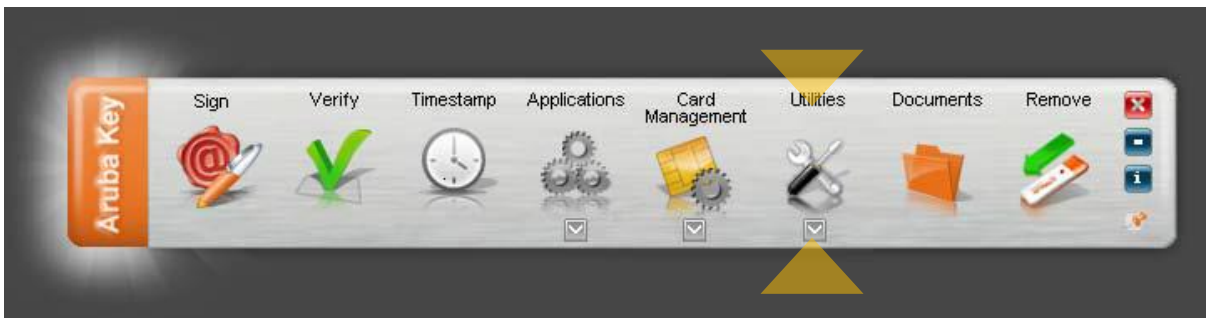 Aruba Key
Sign
Verify
Timestamp
Applications
Card
Management
Utilities
Documents
Remove